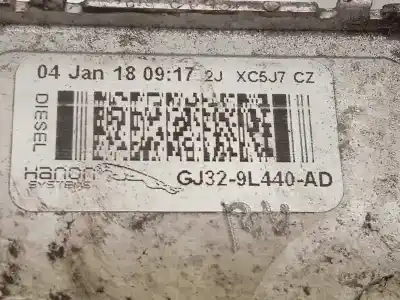 04 Jan 18 09:17 2J XC5J7 CZ
DIESEL
Hanon
SYSTEMS
GJ32-9L440-AD